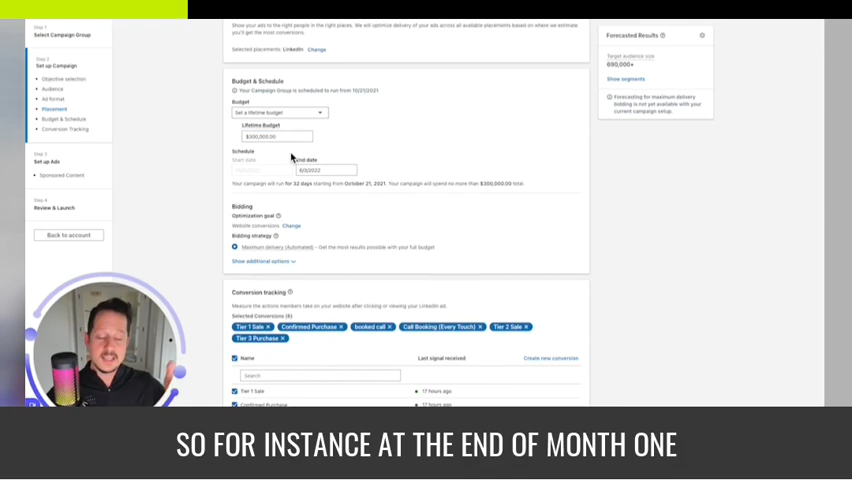 Step 1
Select Campaign Group
Step 2
Set up Campaign
Objective selection
Audience
Ad format
Placement
Budget & Schedule
Conversion Tracking
Step 3
Set up Ads
Sponsored Content
Step 4
Review & Launch
Back to account
Show your ads to the right people in the right places. We will optimize delivery of your ads across all available placements based on where we estimate
you'll get the most conversions.
Selected placements: LinkedIn Change
Budget & Schedule
Your Campaign Group is scheduled to run from 10/21/2021
Budget
Set a lifetime budget
Lifetime Budget
$300,000.00
Schedule
Start date End date
6/3/2022
Your campaign will run for 32 days starting from October 21, 2021. Your campaign will spend no more than $300,000.00 total.
Bidding
Optimization goal
Website conversions Change
Bidding strategy
Maximum delivery (Automated) - Get the most results possible with your full budget
Show additional options
Conversion tracking
Measure the actions members take on your website after clicking or viewing your LinkedIn ad.
Selected Conversions (6)
Tier 1 Sale × Confirmed Purchase × booked call × Call Booking (Every Touch) × Tier 2 Sale ×
Tier 3 Purchase ×
Name Last signal received Create new conversion
Search
Tier 1 Sale 17 hours ago
Confirmed Purchase 17 hours ago
Forecasted Results
Target audience size
690,000+
Show segments
Forecasting for maximum delivery
bidding is not yet available with your
current campaign setup.
SO FOR INSTANCE AT THE END OF MONTH ONE